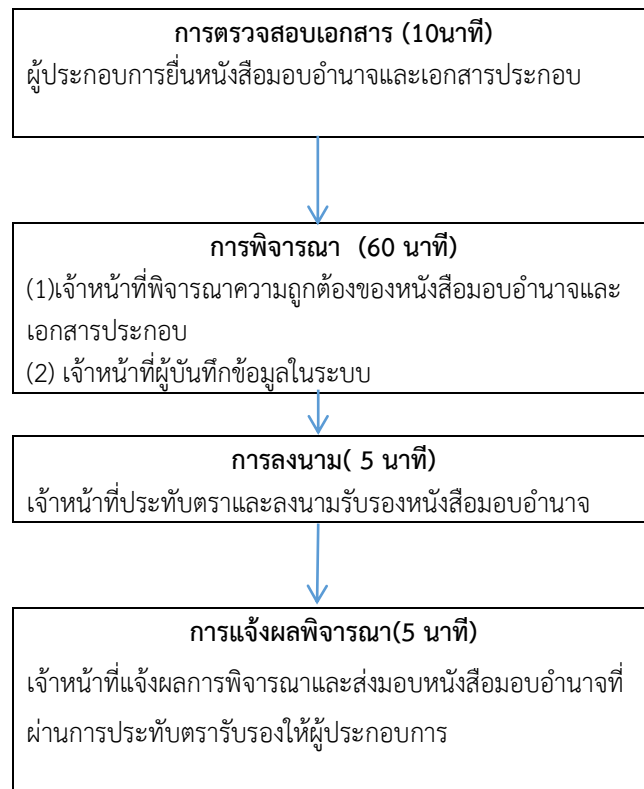 การตรวจสอบเอกสาร (10นาที)
ผู้ประกอบการยื่นหนังสือมอบอำนาจและเอกสารประกอบ
การพิจารณา (60 นาที)
(1)เจ้าหน้าที่พิจารณาความถูกต้องของหนังสือมอบอำนาจและ
เอกสารประกอบ
(2) เจ้าหน้าที่ผู้บันทึกข้อมูลในระบบ
การลงนาม( 5 นาที)
เจ้าหน้าที่ประทับตราและลงนามรับรองหนังสือมอบอำนาจ
การแจ้งผลพิจารณา(5 นาที)
เจ้าหน้าที่แจ้งผลการพิจารณาและส่งมอบหนังสือมอบอำนาจที่
ผ่านการประทับตรารับรองให้ผู้ประกอบการ